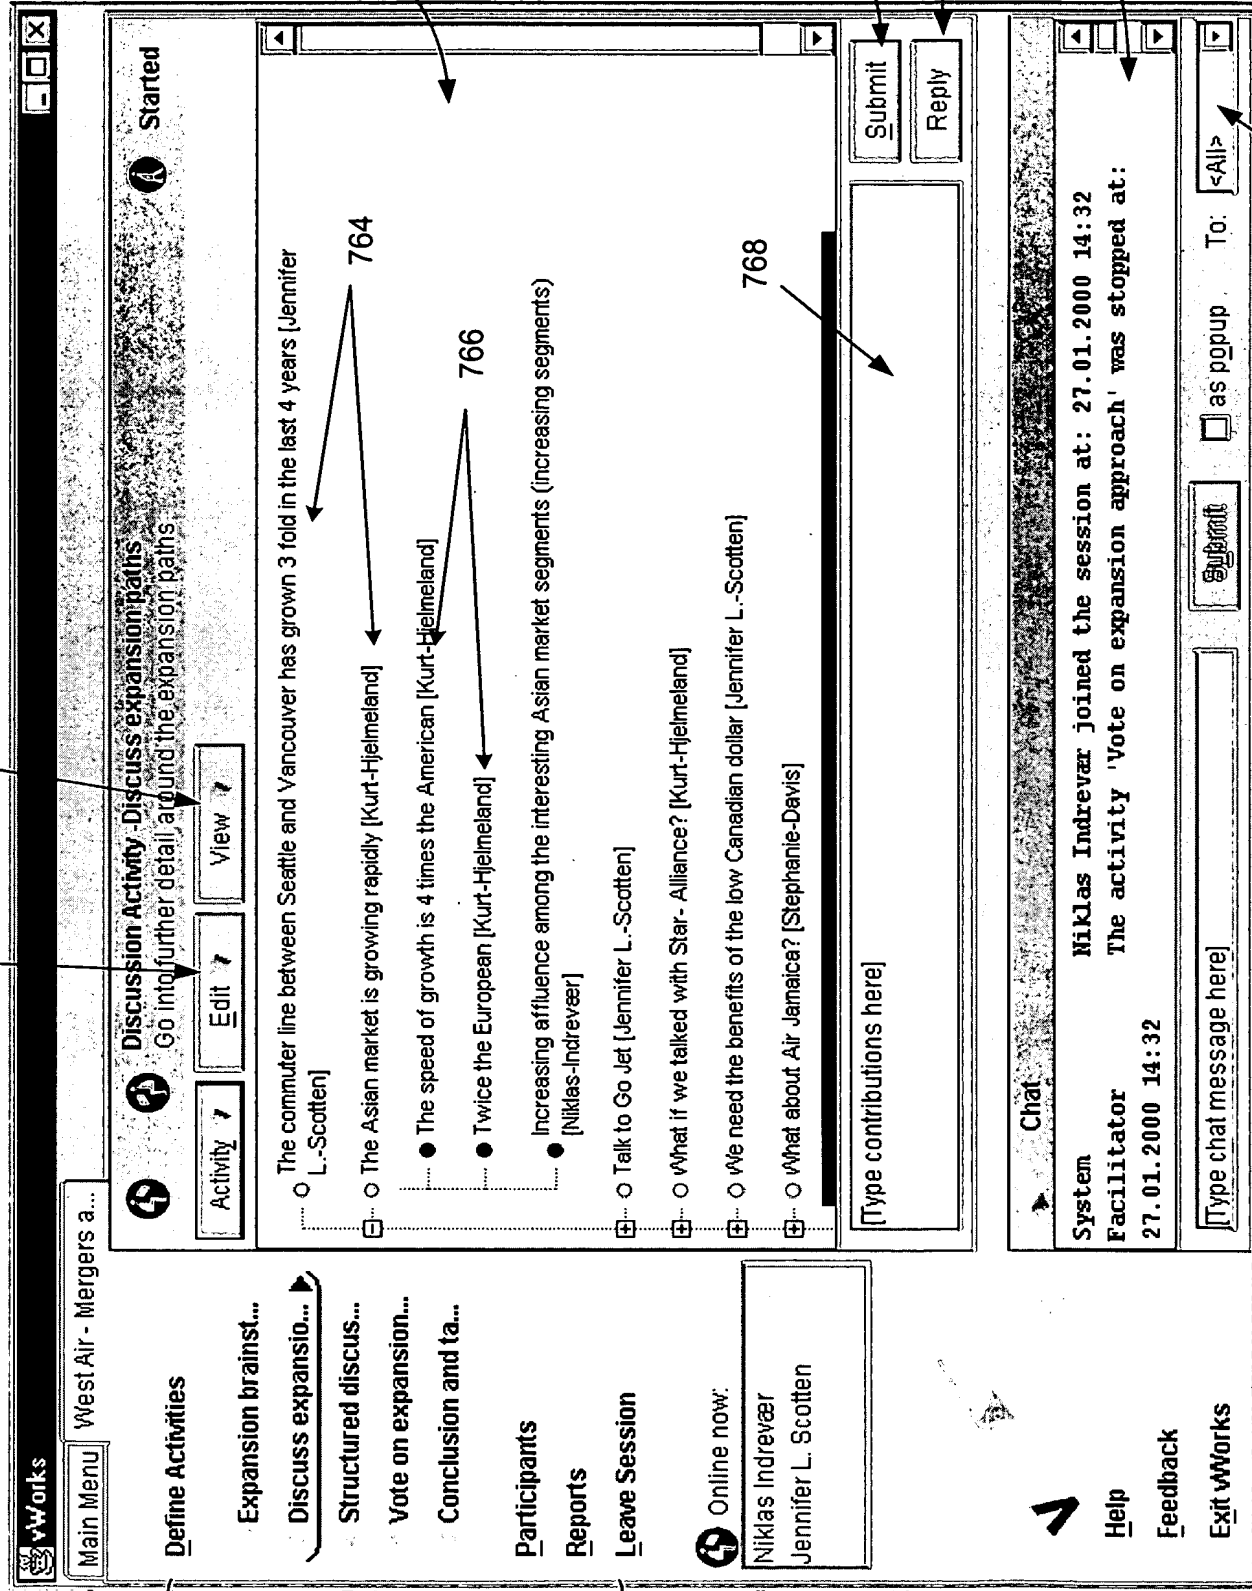 vWorks
Main Menu
West Air - Mergers a...
Define Activities
Expansion brainst...
Discuss expansio...
Structured discus...
Vote on expansion...
Conclusion and ta...
Participants
Reports
Leave Session
Online now:
Niklas Indrevær
Jennifer L. Scotten
Help
Feedback
Exit vWorks
Discussion Activity - Discuss expansion paths
Go into further detail around the expansion paths
Started
Activity
Edit
View
The commuter line between Seattle and Vancouver has grown 3 fold in the last 4 years [Jennifer
L.-Scotten]
764
The Asian market is growing rapidly [Kurt-Hjelmeland]
The speed of growth is 4 times the American [Kurt-Hjelmeland]
766
Twice the European [Kurt-Hjelmeland]
Increasing affluence among the interesting Asian market segments (increasing segments)
[Niklas-Indrevær]
Talk to Go Jet [Jennifer L.-Scotten]
What if we talked with Star- Alliance? [Kurt-Hjelmeland]
We need the benefits of the low Canadian dollar [Jennifer L.-Scotten]
What about Air Jamaica? [Stephanie-Davis]
768
[Type contributions here]
Submit
Reply
Chat
System Niklas Indrevær joined the session at: 27.01.2000 14:32
Facilitator The activity 'Vote on expansion approach' was stopped at:
27.01.2000 14:32
[Type chat message here]
Submit
as popup
To:
<All>